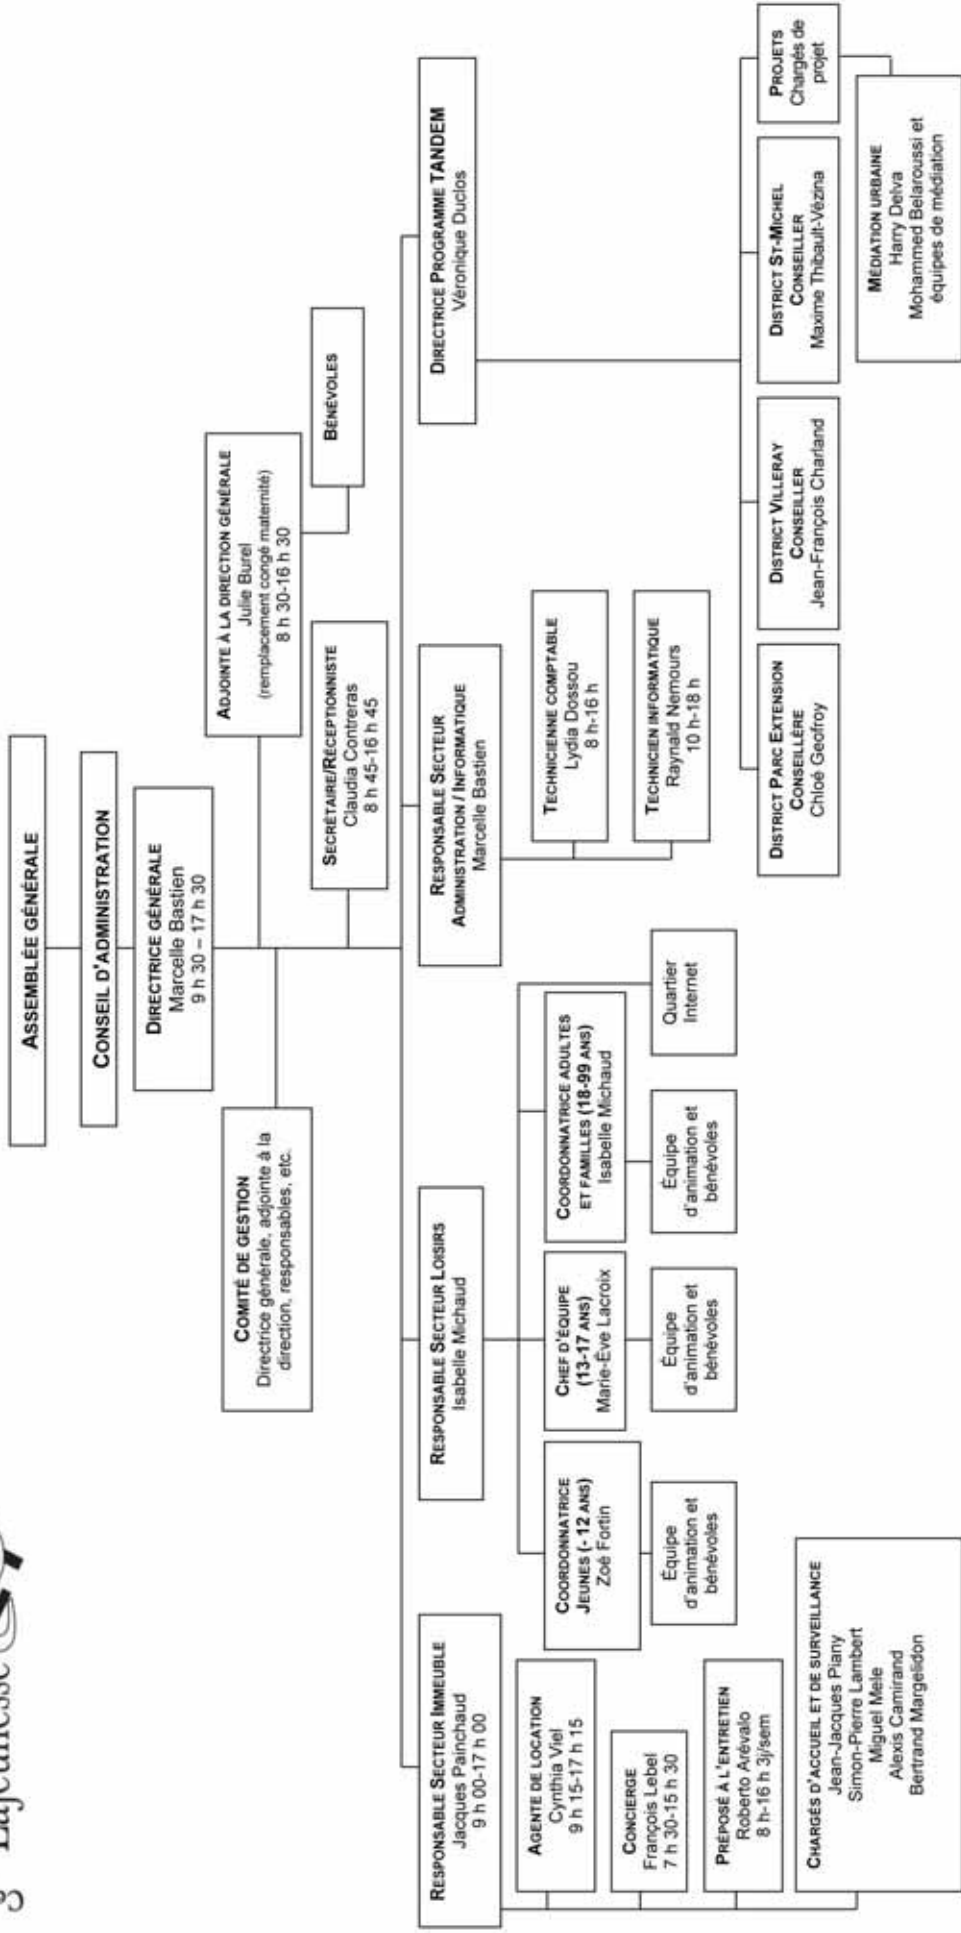 Lajeunesse
ASSEMBLÉE GÉNÉRALE
CONSEIL D'ADMINISTRATION
DIRECTRICE GÉNÉRALE
Marcelle Bastien
9 h 30 – 17 h 30
COMITÉ DE GESTION
Directrice générale, adjointe à la
direction, responsables, etc.
ADJOINTE À LA DIRECTION GÉNÉRALE
Julie Burel
(remplacement congé maternité)
8 h 30-16 h 30
BÉNÉVOLES
SECRÉTAIRE/RÉCEPTIONNISTE
Claudia Contreras
8 h 45-16 h 45
RESPONSABLE SECTEUR IMMEUBLE
Jacques Painchaud
9 h 00-17 h 00
AGENTE DE LOCATION
Cynthia Viel
9 h 15-17 h 15
CONCIERGE
François Lebel
7 h 30-15 h 30
PRÉPOSÉ À L'ENTRETIEN
Roberto Arévalo
8 h-16 h 3j/sem
CHARGÉS D'ACCUEIL ET DE SURVEILLANCE
Jean-Jacques Piany
Simon-Pierre Lambert
Miguel Mele
Alexis Camirand
Bertrand Margelidon
RESPONSABLE SECTEUR LOISIRS
Isabelle Michaud
COORDONNATRICE
JEUNES (- 12 ANS)
Zoé Fortin
Équipe
d'animation et
bénévoles
CHEF D'ÉQUIPE
(13-17 ANS)
Marie-Ève Lacroix
Équipe
d'animation et
bénévoles
COORDONNATRICE ADULTES
ET FAMILLES (18-99 ANS)
Isabelle Michaud
Équipe
d'animation et
bénévoles
Quartier
Internet
RESPONSABLE SECTEUR
ADMINISTRATION / INFORMATIQUE
Marcelle Bastien
TECHNICIENNE COMPTABLE
Lydia Dossou
8 h-16 h
TECHNICIEN INFORMATIQUE
Raynald Nemours
10 h-18 h
DIRECTRICE PROGRAMME TANDEM
Véronique Duclos
DISTRICT PARC EXTENSION
CONSEILLÈRE
Chloé Geofroy
DISTRICT VILLERAY
CONSEILLER
Jean-François Charland
DISTRICT ST-MICHEL
CONSEILLER
Maxime Thibault-Vézina
PROJETS
Chargés de
projet
MÉDIATION URBAINE
Harry Delva
Mohammed Belaroussi et
équipes de médiation